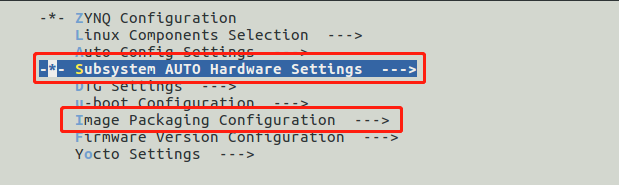 -*- ZYNQ Configuration
Linux Components Selection --->
Auto Config Settings --->
-*- Subsystem AUTO Hardware Settings --->
DTG Settings --->
u-boot Configuration --->
Image Packaging Configuration --->
Firmware Version Configuration --->
Yocto Settings --->